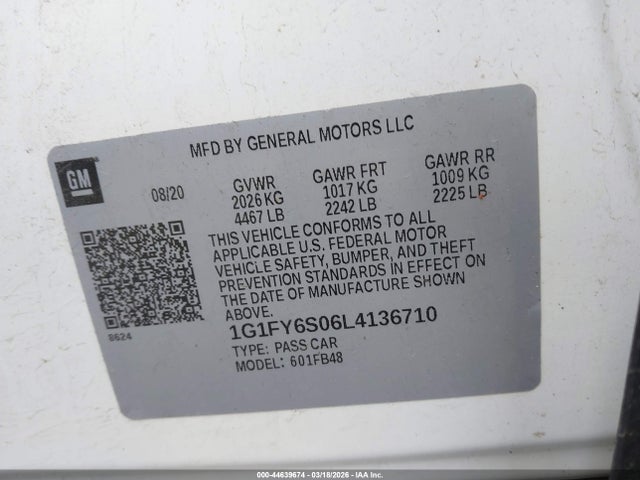 MFD BY GENERAL MOTORS LLC
GM
08/20
GVWR
2026 KG
4467 LB
GAWR FRT
1017 KG
2242 LB
GAWR RR
1009 KG
2225 LB
THIS VEHICLE CONFORMS TO ALL
APPLICABLE U.S. FEDERAL MOTOR
VEHICLE SAFETY, BUMPER, AND THEFT
PREVENTION STANDARDS IN EFFECT ON
THE DATE OF MANUFACTURE SHOWN
ABOVE.
8624
1G1FY6S06L4136710
TYPE: PASS CAR
MODEL: 601FB48
000-44639674 | 03/18/2026 - IAA Inc.